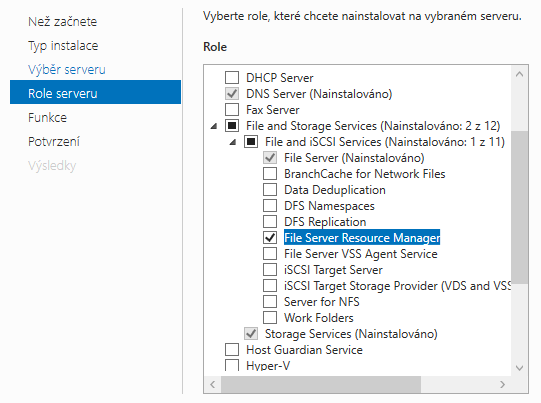 Než začnete
Typ instalace
Výběr serveru
Role serveru
Funkce
Potvrzení
Výsledky
Vyberte role, které chcete nainstalovat na vybraném serveru.
Role
DHCP Server
DNS Server (Nainstalováno)
Fax Server
File and Storage Services (Nainstalováno: 2 z 12)
File and iSCSI Services (Nainstalováno: 1 z 11)
File Server (Nainstalováno)
BranchCache for Network Files
Data Deduplication
DFS Namespaces
DFS Replication
File Server Resource Manager
File Server VSS Agent Service
iSCSI Target Server
iSCSI Target Storage Provider (VDS and VSS
Server for NFS
Work Folders
Storage Services (Nainstalováno)
Host Guardian Service
Hyper-V